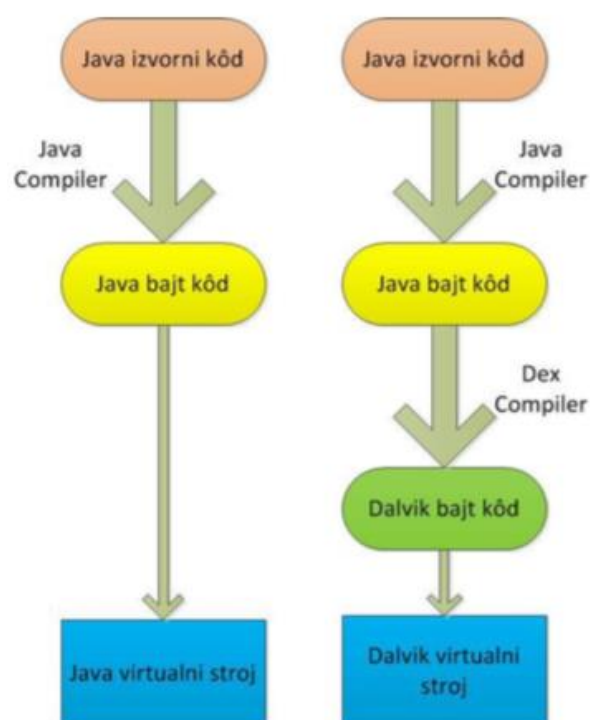 Java izvorni kôd
Java
Compiler
Java bajt kôd
Java virtualni stroj
Java izvorni kôd
Java
Compiler
Java bajt kôd
Dex
Compiler
Dalvik bajt kôd
Dalvik virtualni
stroj